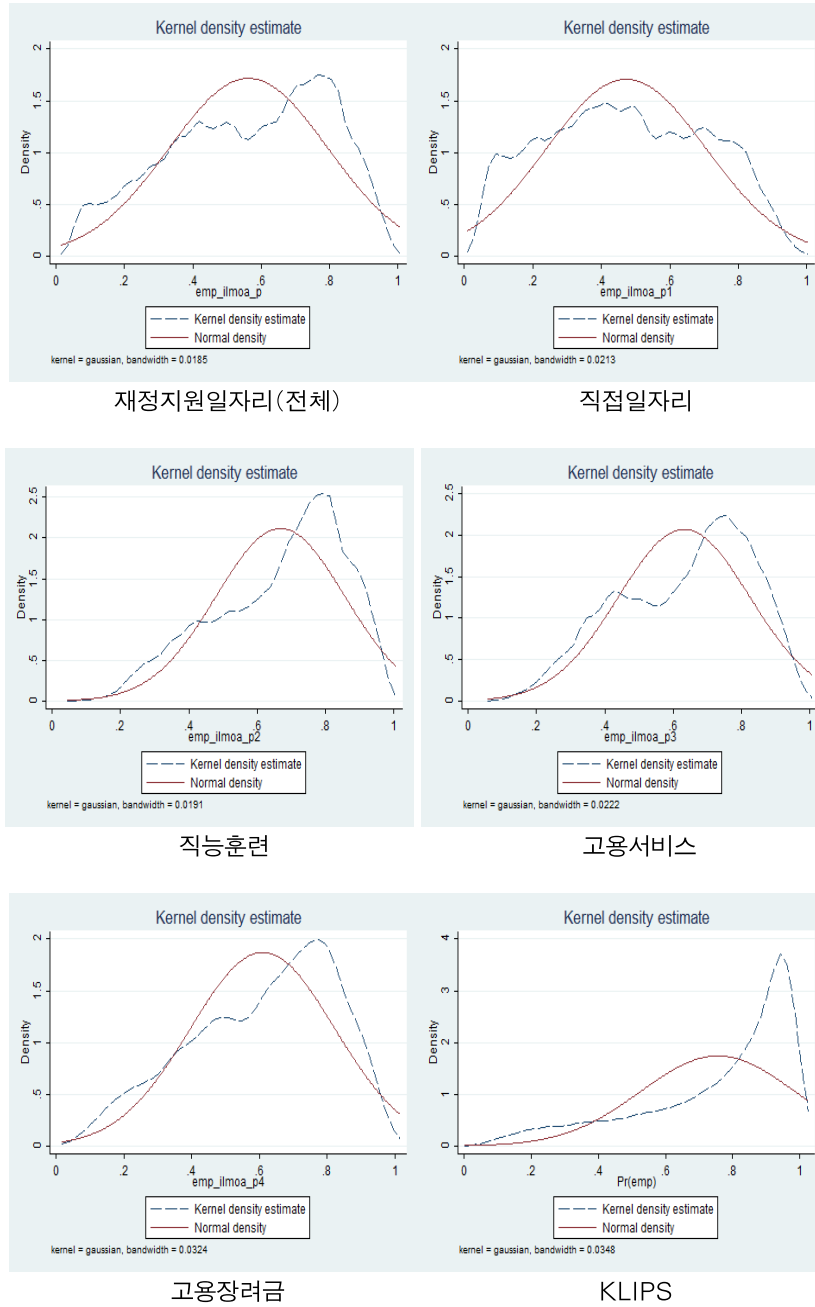 Kernel density estimate
2
1.5
1
.5
0
Density
0 .2 .4 .6 .8 1
emp_ilmoa_p
Kernel density estimate
Normal density
kernel = gaussian, bandwidth = 0.0185
재정지원일자리(전체)
Kernel density estimate
2
1.5
1
.5
0
Density
0 .2 .4 .6 .8 1
emp_ilmoa_p1
Kernel density estimate
Normal density
kernel = gaussian, bandwidth = 0.0213
직접일자리
Kernel density estimate
2.5
2
1.5
1
.5
0
Density
0 .2 .4 .6 .8 1
emp_ilmoa_p2
Kernel density estimate
Normal density
kernel = gaussian, bandwidth = 0.0191
직능훈련
Kernel density estimate
2.5
2
1.5
1
.5
0
Density
0 .2 .4 .6 .8 1
emp_ilmoa_p3
Kernel density estimate
Normal density
kernel = gaussian, bandwidth = 0.0222
고용서비스
Kernel density estimate
2
1.5
1
.5
0
Density
0 .2 .4 .6 .8 1
emp_ilmoa_p4
Kernel density estimate
Normal density
kernel = gaussian, bandwidth = 0.0324
고용장려금
Kernel density estimate
4
3
2
1
0
Density
0 .2 .4 .6 .8 1
Pr(emp)
Kernel density estimate
Normal density
kernel = gaussian, bandwidth = 0.0348
KLIPS